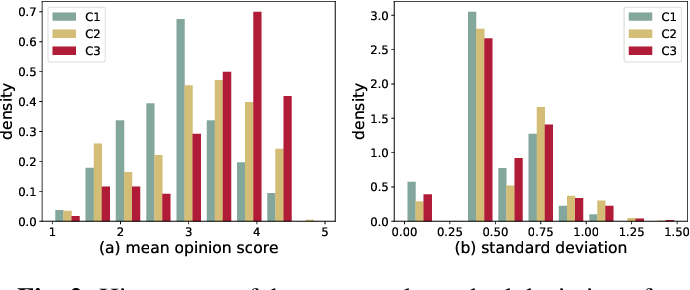 0.7
0.6
0.5
0.4
0.3
0.2
0.1
0.0
density
C1
C2
C3
1 2 3 4 5
(a) mean opinion score
3.0
2.5
2.0
1.5
1.0
0.5
0.0
density
C1
C2
C3
0.00 0.25 0.50 0.75 1.00 1.25 1.50
(b) standard deviation